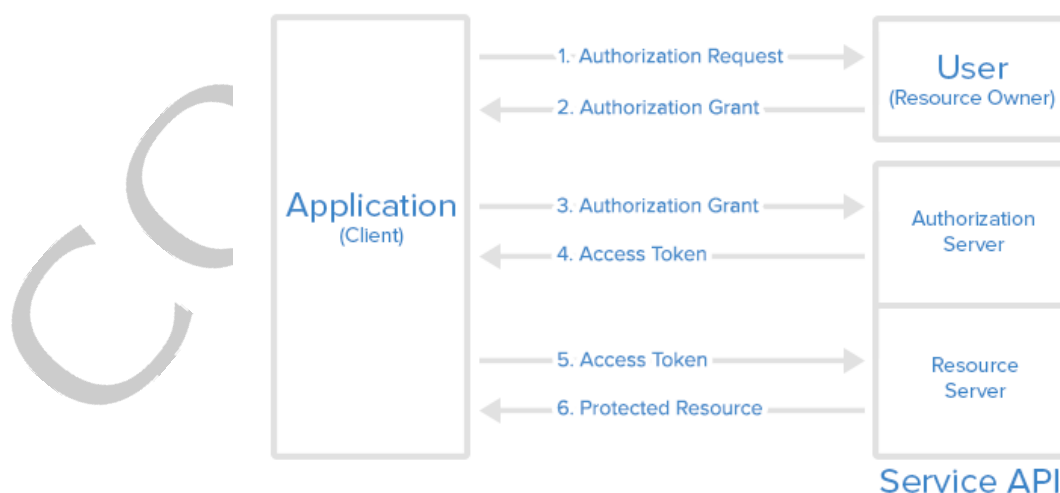 1. Authorization Request
User
(Resource Owner)
2. Authorization Grant
Application
(Client)
3. Authorization Grant
Authorization
Server
4. Access Token
5. Access Token
Resource
Server
6. Protected Resource
Service API